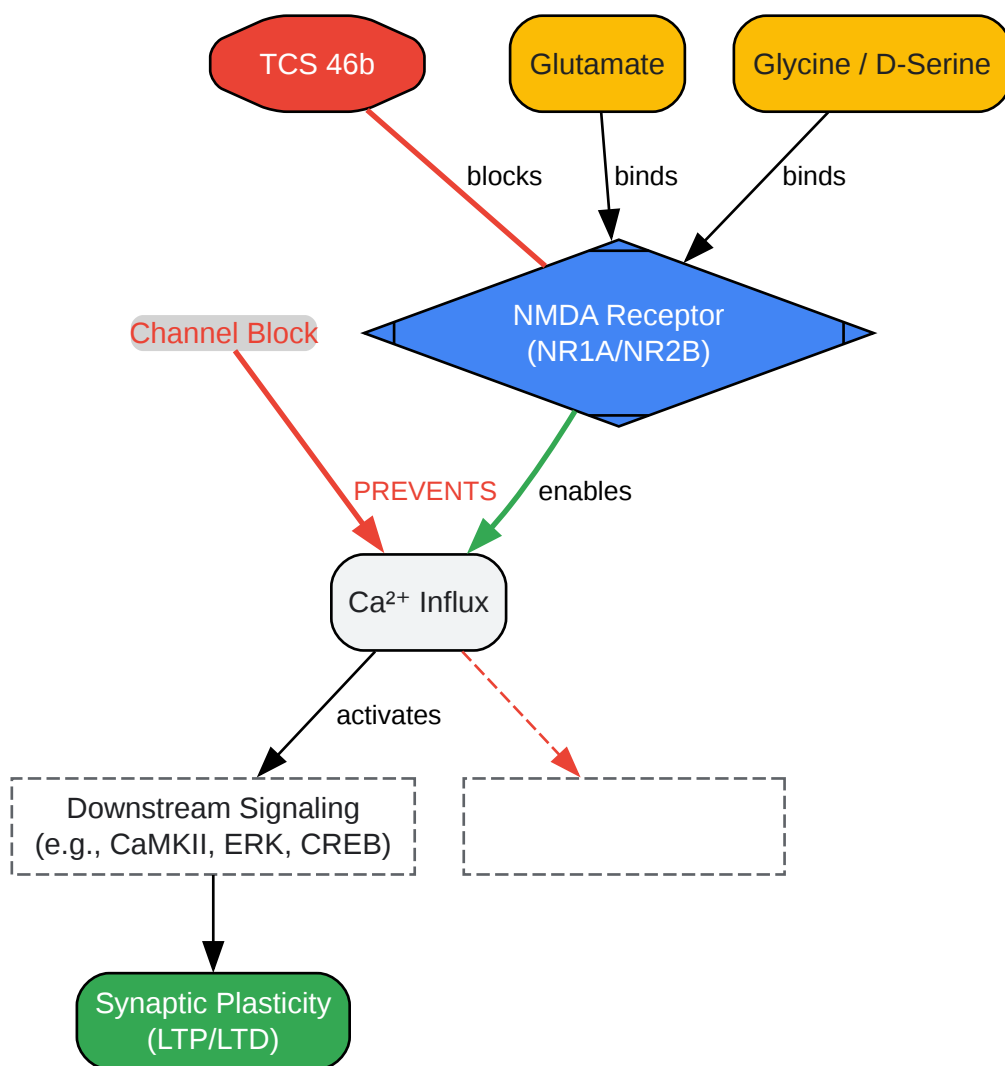 TCS 46b
Glutamate
Glycine / D-Serine
blocks
binds
binds
NMDA Receptor
(NR1A/NR2B)
Channel Block
PREVENTS
enables
Ca²⁺ Influx
activates
Downstream Signaling
(e.g., CaMKII, ERK, CREB)
Synaptic Plasticity
(LTP/LTD)